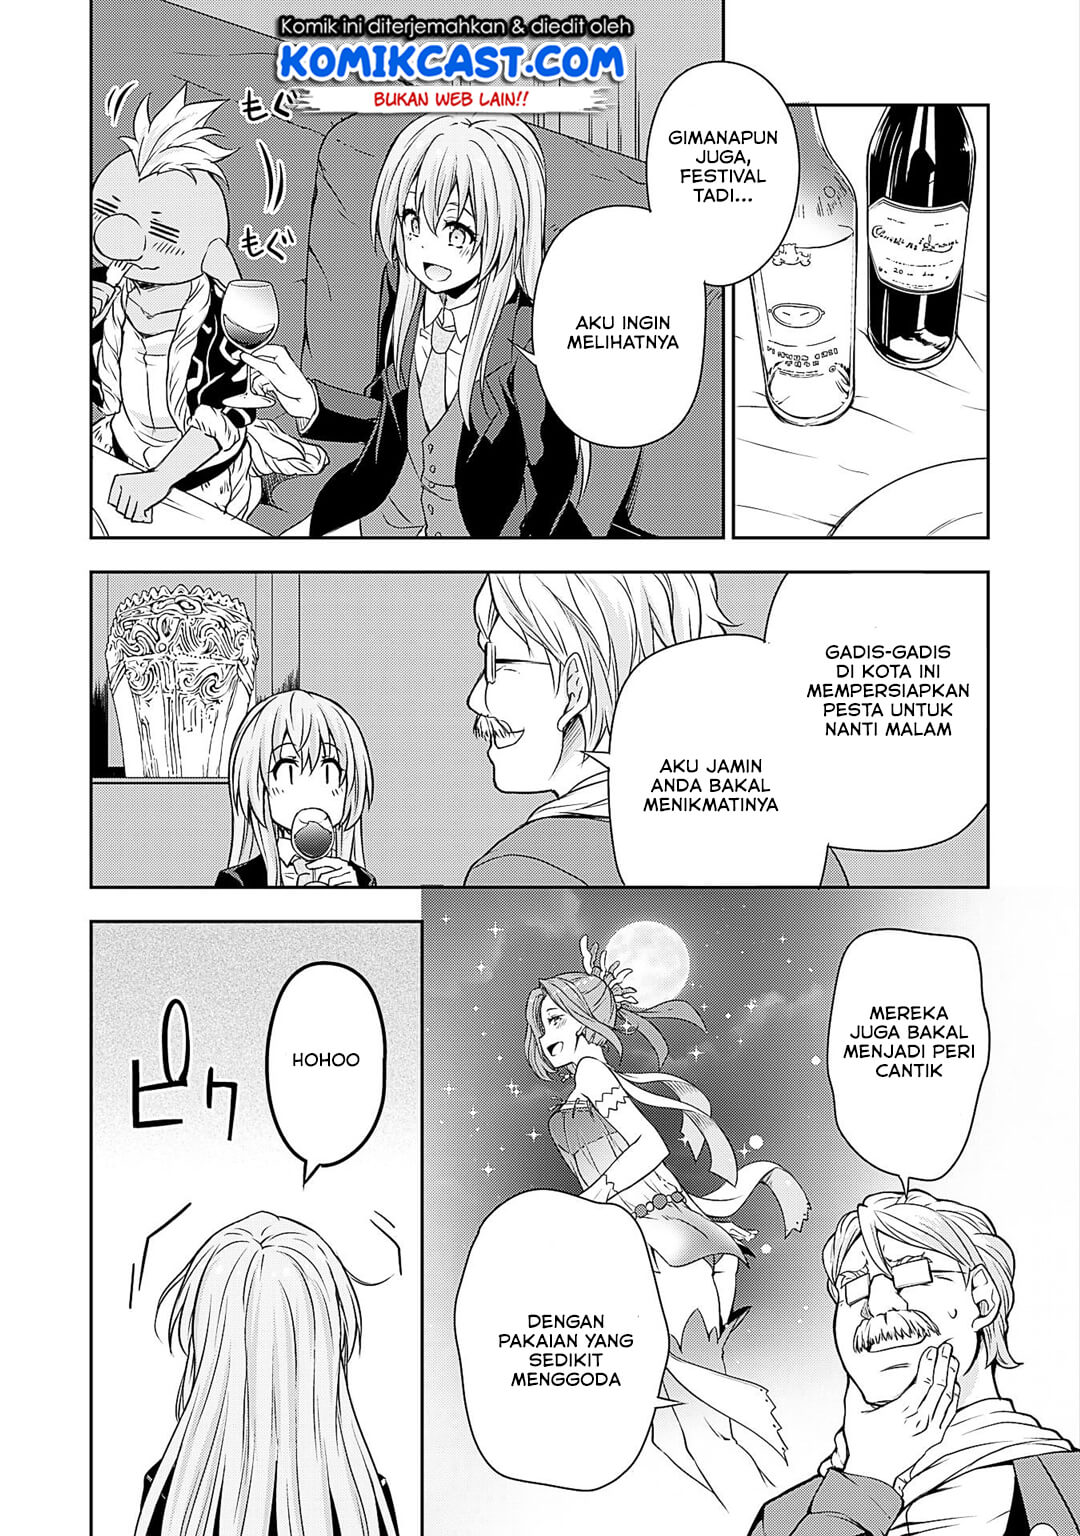 Komik ini diterjemahkan & diedit oleh
KOMIKCAST.COM
BUKAN WEB LAIN!!
GIMANAPUN
JUGA,
FESTIVAL
TADI...
AKU INGIN
MELIHATNYA
もぐ
もぐ
GADIS-GADIS
DI KOTA INI
MEMPERSIAPKAN
PESTA UNTUK
NANTI MALAM
AKU JAMIN
ANDA BAKAL
MENIKMATINYA
MEREKA
JUGA BAKAL
MENJADI PERI
CANTIK
DENGAN
PAKAIAN YANG
SEDIKIT
MENGGODA
HOHOO
ピク